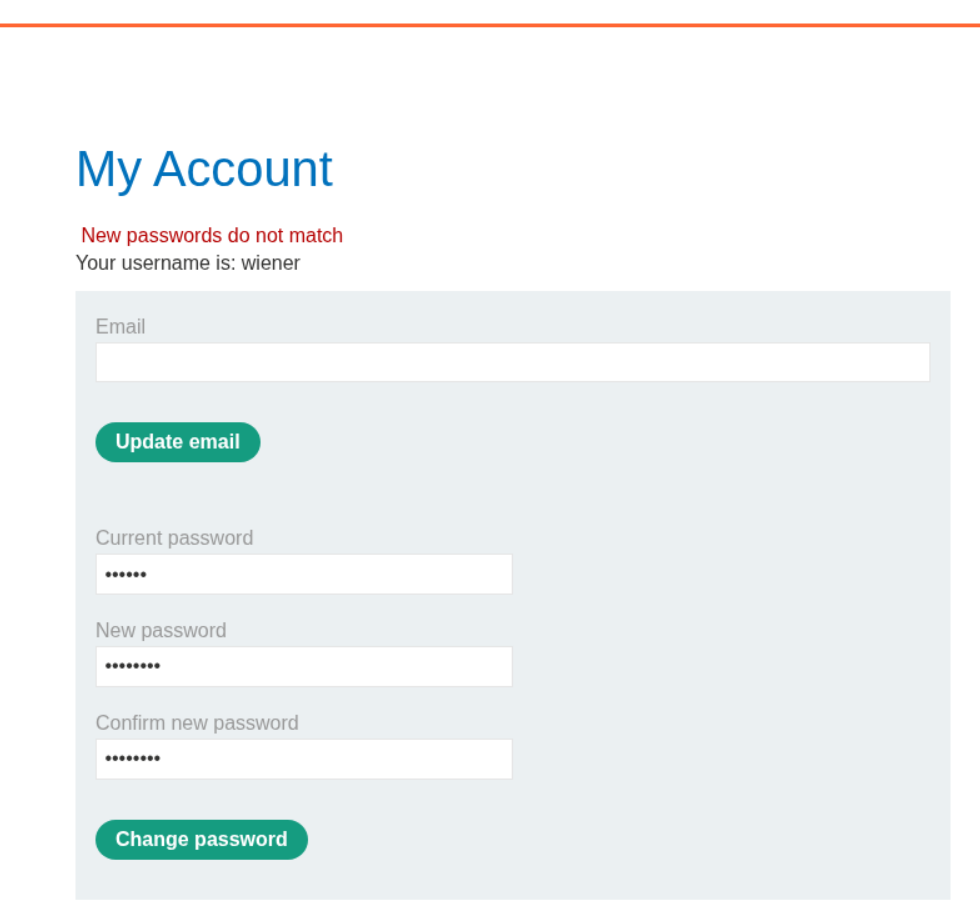 My Account
New passwords do not match
Your username is: wiener
Email
Update email
Current password
••••••
New password
••••••••
Confirm new password
••••••••
Change password